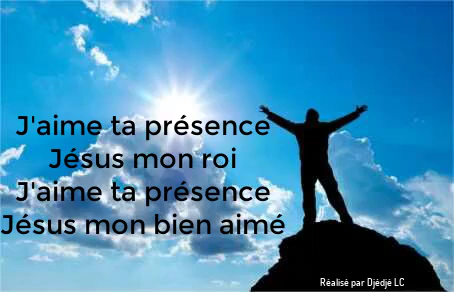 J'aime ta présence
Jésus mon roi
J'aime ta présence
Jésus mon bien aimé
Réalisé par Djédjé LC